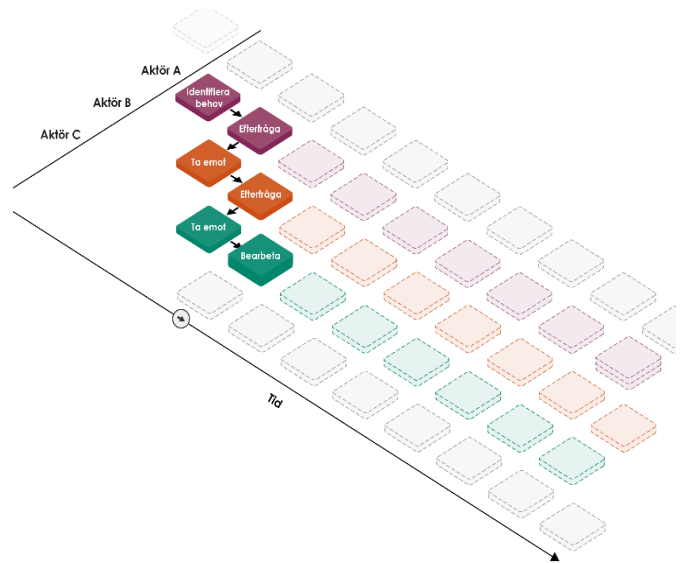 Aktör A
Aktör B
Aktör C
Identifiera
behov
Efterfråga
Ta emot
Efterfråga
Ta emot
Bearbeta
Tid